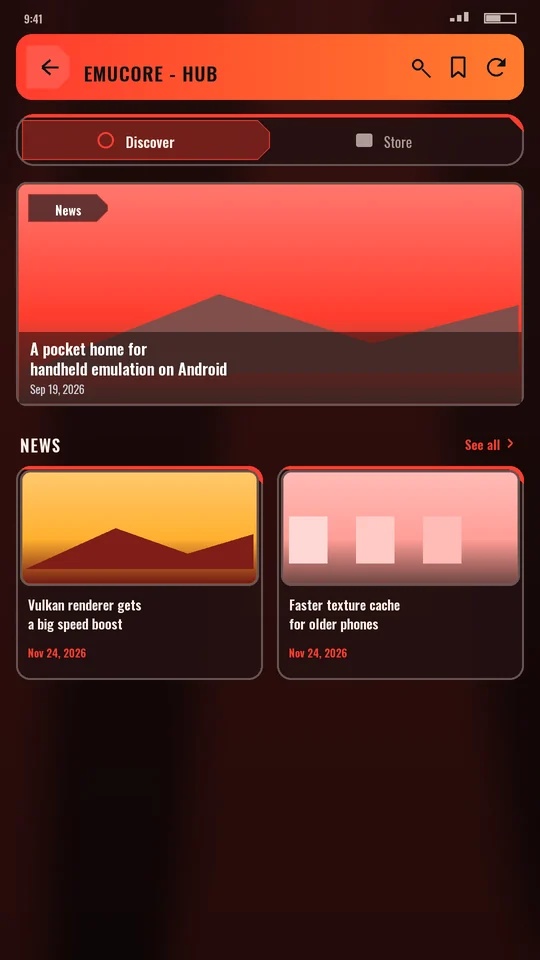 9:41
EMUCORE - HUB
Discover
Store
News
A pocket home for
handheld emulation on Android
Sep 19, 2026
NEWS
See all
Vulkan renderer gets
a big speed boost
Nov 24, 2026
Faster texture cache
for older phones
Nov 24, 2026